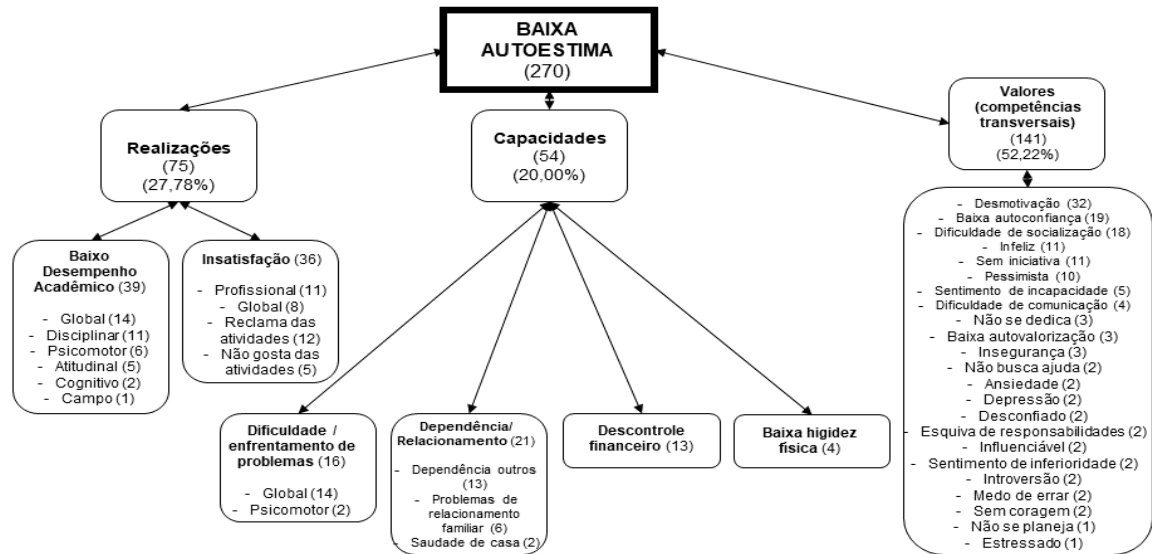 BAIXA
AUTOESTIMA
(270)
Realizações
(75)
(27,78%)
Capacidades
(54)
(20,00%)
Valores
(competências
transversais)
(141)
(52,22%)
Baixo
Desempenho
Acadêmico (39)
- Global (14)
- Disciplinar (11)
- Psicomotor (6)
- Atitudinal (5)
- Cognitivo (2)
- Campo (1)
Insatisfação (36)
- Profissional (11)
- Global (8)
- Reclama das
atividades (12)
- Não gosta das
atividades (5)
Dificuldade /
enfrentamento de
problemas (16)
- Global (14)
- Psicomotor (2)
Dependência/
Relacionamento (21)
- Dependência outros
(13)
- Problemas de
relacionamento
familiar (6)
- Saudade de casa (2)
Descontrole
financeiro (13)
Baixa higidez
física (4)
- Desmotivação (32)
- Baixa autoconfiança (19)
- Dificuldade de socialização (18)
- Infeliz (11)
- Sem iniciativa (11)
- Pessimista (10)
- Sentimento de incapacidade (5)
- Dificuldade de comunicação (4)
- Não se dedica (3)
- Baixa autovalorização (3)
- Insegurança (3)
- Não busca ajuda (2)
- Ansiedade (2)
- Depressão (2)
- Desconfiado (2)
- Esquiva de responsabilidades (2)
- Influenciável (2)
- Sentimento de inferioridade (2)
- Introversão (2)
- Medo de errar (2)
- Sem coragem (2)
- Não se planeja (1)
- Estressado (1)